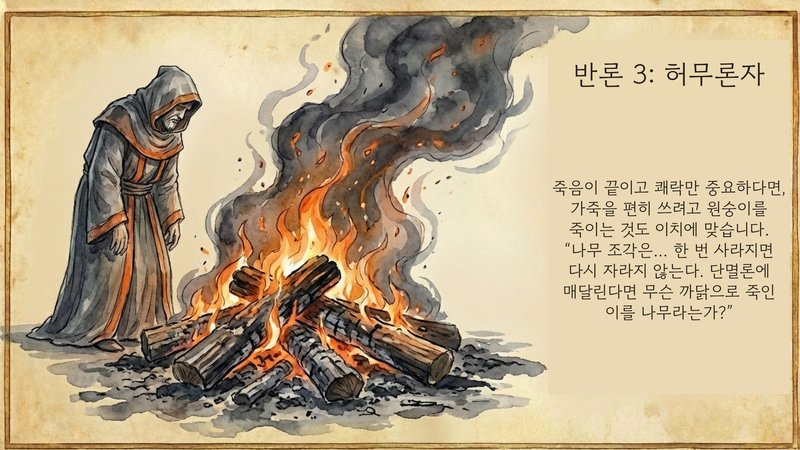 반론 3: 허무론자
죽음이 끝이고 쾌락만 중요하다면,
가죽을 편히 쓰려고 원숭이를
죽이는 것도 이치에 맞습니다.
“나무 조각은... 한 번 사라지면
다시 자라지 않는다. 단멸론에
매달린다면 무슨 까닭으로 죽인
이를 나무라는가?”